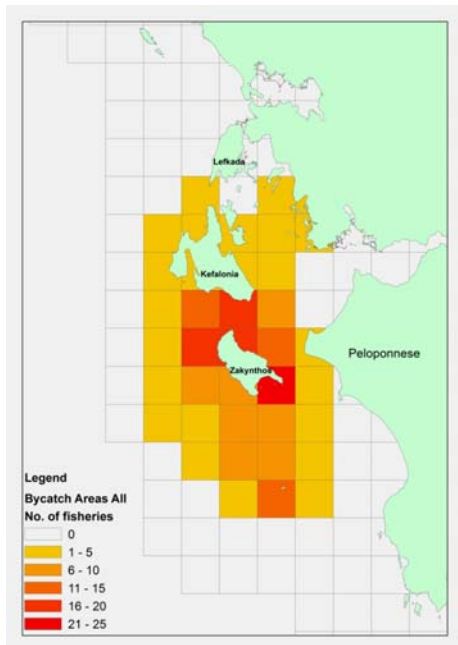 Lefkada
Kefalonia
Peloponnese
Zakynthos
Legend
Bycatch Areas All
No. of fisheries
0
1 - 5
6 - 10
11 - 15
16 - 20
21 - 25